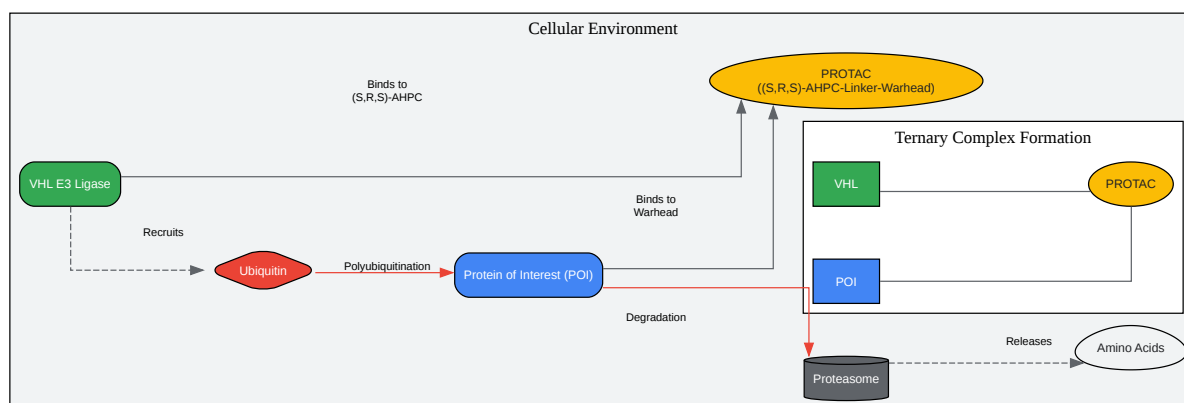 Cellular Environment
PROTAC
((S,R,S)-AHPC-Linker-Warhead)
Binds to
(S,R,S)-AHPC
Ternary Complex Formation
VHL E3 Ligase
VHL
PROTAC
Binds to
Warhead
Recruits
Ubiquitin
Polyubiquitination
Protein of Interest (POI)
POI
Degradation
Releases
Amino Acids
Proteasome